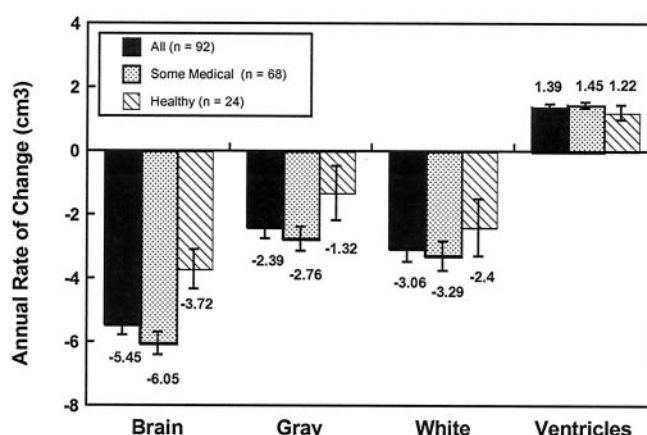 4
2
0
-2
-4
-6
-8
Annual Rate of Change (cm3)
All (n = 92)
Some Medical (n = 68)
Healthy (n = 24)
1.39 1.45 1.22
-5.45
-6.05
-3.72
-2.39
-2.76
-1.32
-3.06
-3.29
-2.4
Brain Gray White Ventricles